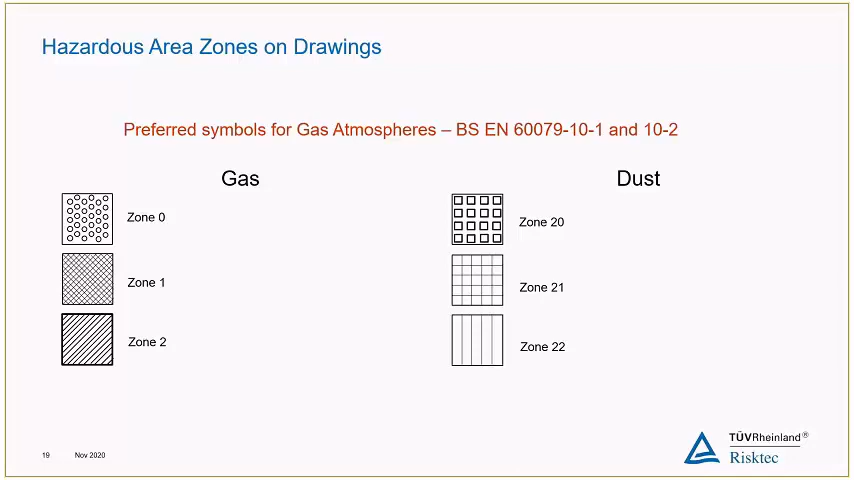 Hazardous Area Zones on Drawings
Preferred symbols for Gas Atmospheres – BS EN 60079-10-1 and 10-2
Gas
Zone 0
Zone 1
Zone 2
Dust
Zone 20
Zone 21
Zone 22
19 Nov 2020
TÜVRheinland®
Risktec